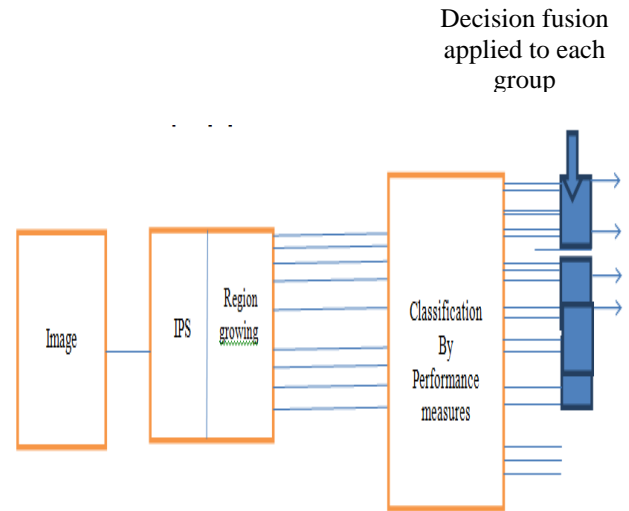 Decision fusion
applied to each
group
Image
IPS
Region
growing
Classification
By
Performance
measures